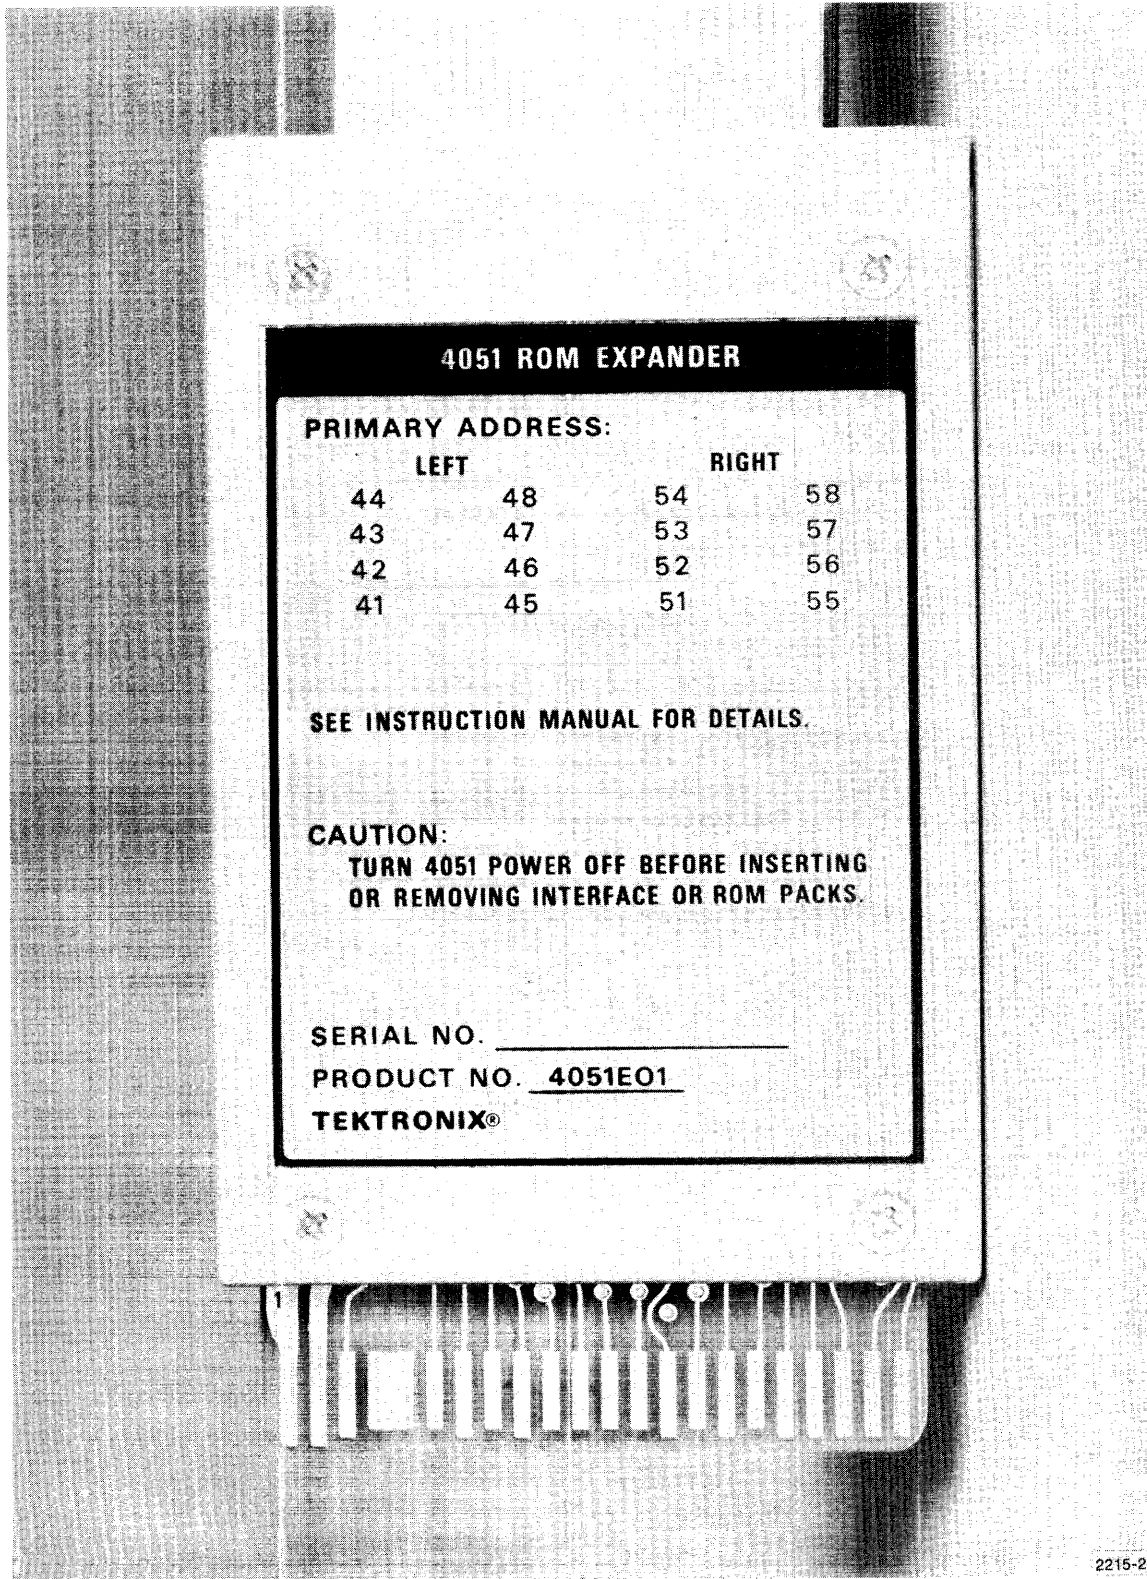 4051 ROM EXPANDER
PRIMARY ADDRESS:
LEFT RIGHT
44 48 54 58
43 47 53 57
42 46 52 56
41 45 51 55
SEE INSTRUCTION MANUAL FOR DETAILS.
CAUTION:
TURN 4051 POWER OFF BEFORE INSERTING
OR REMOVING INTERFACE OR ROM PACKS.
SERIAL NO.
PRODUCT NO. 4051E01
TEKTRONIX®
1
2215-2